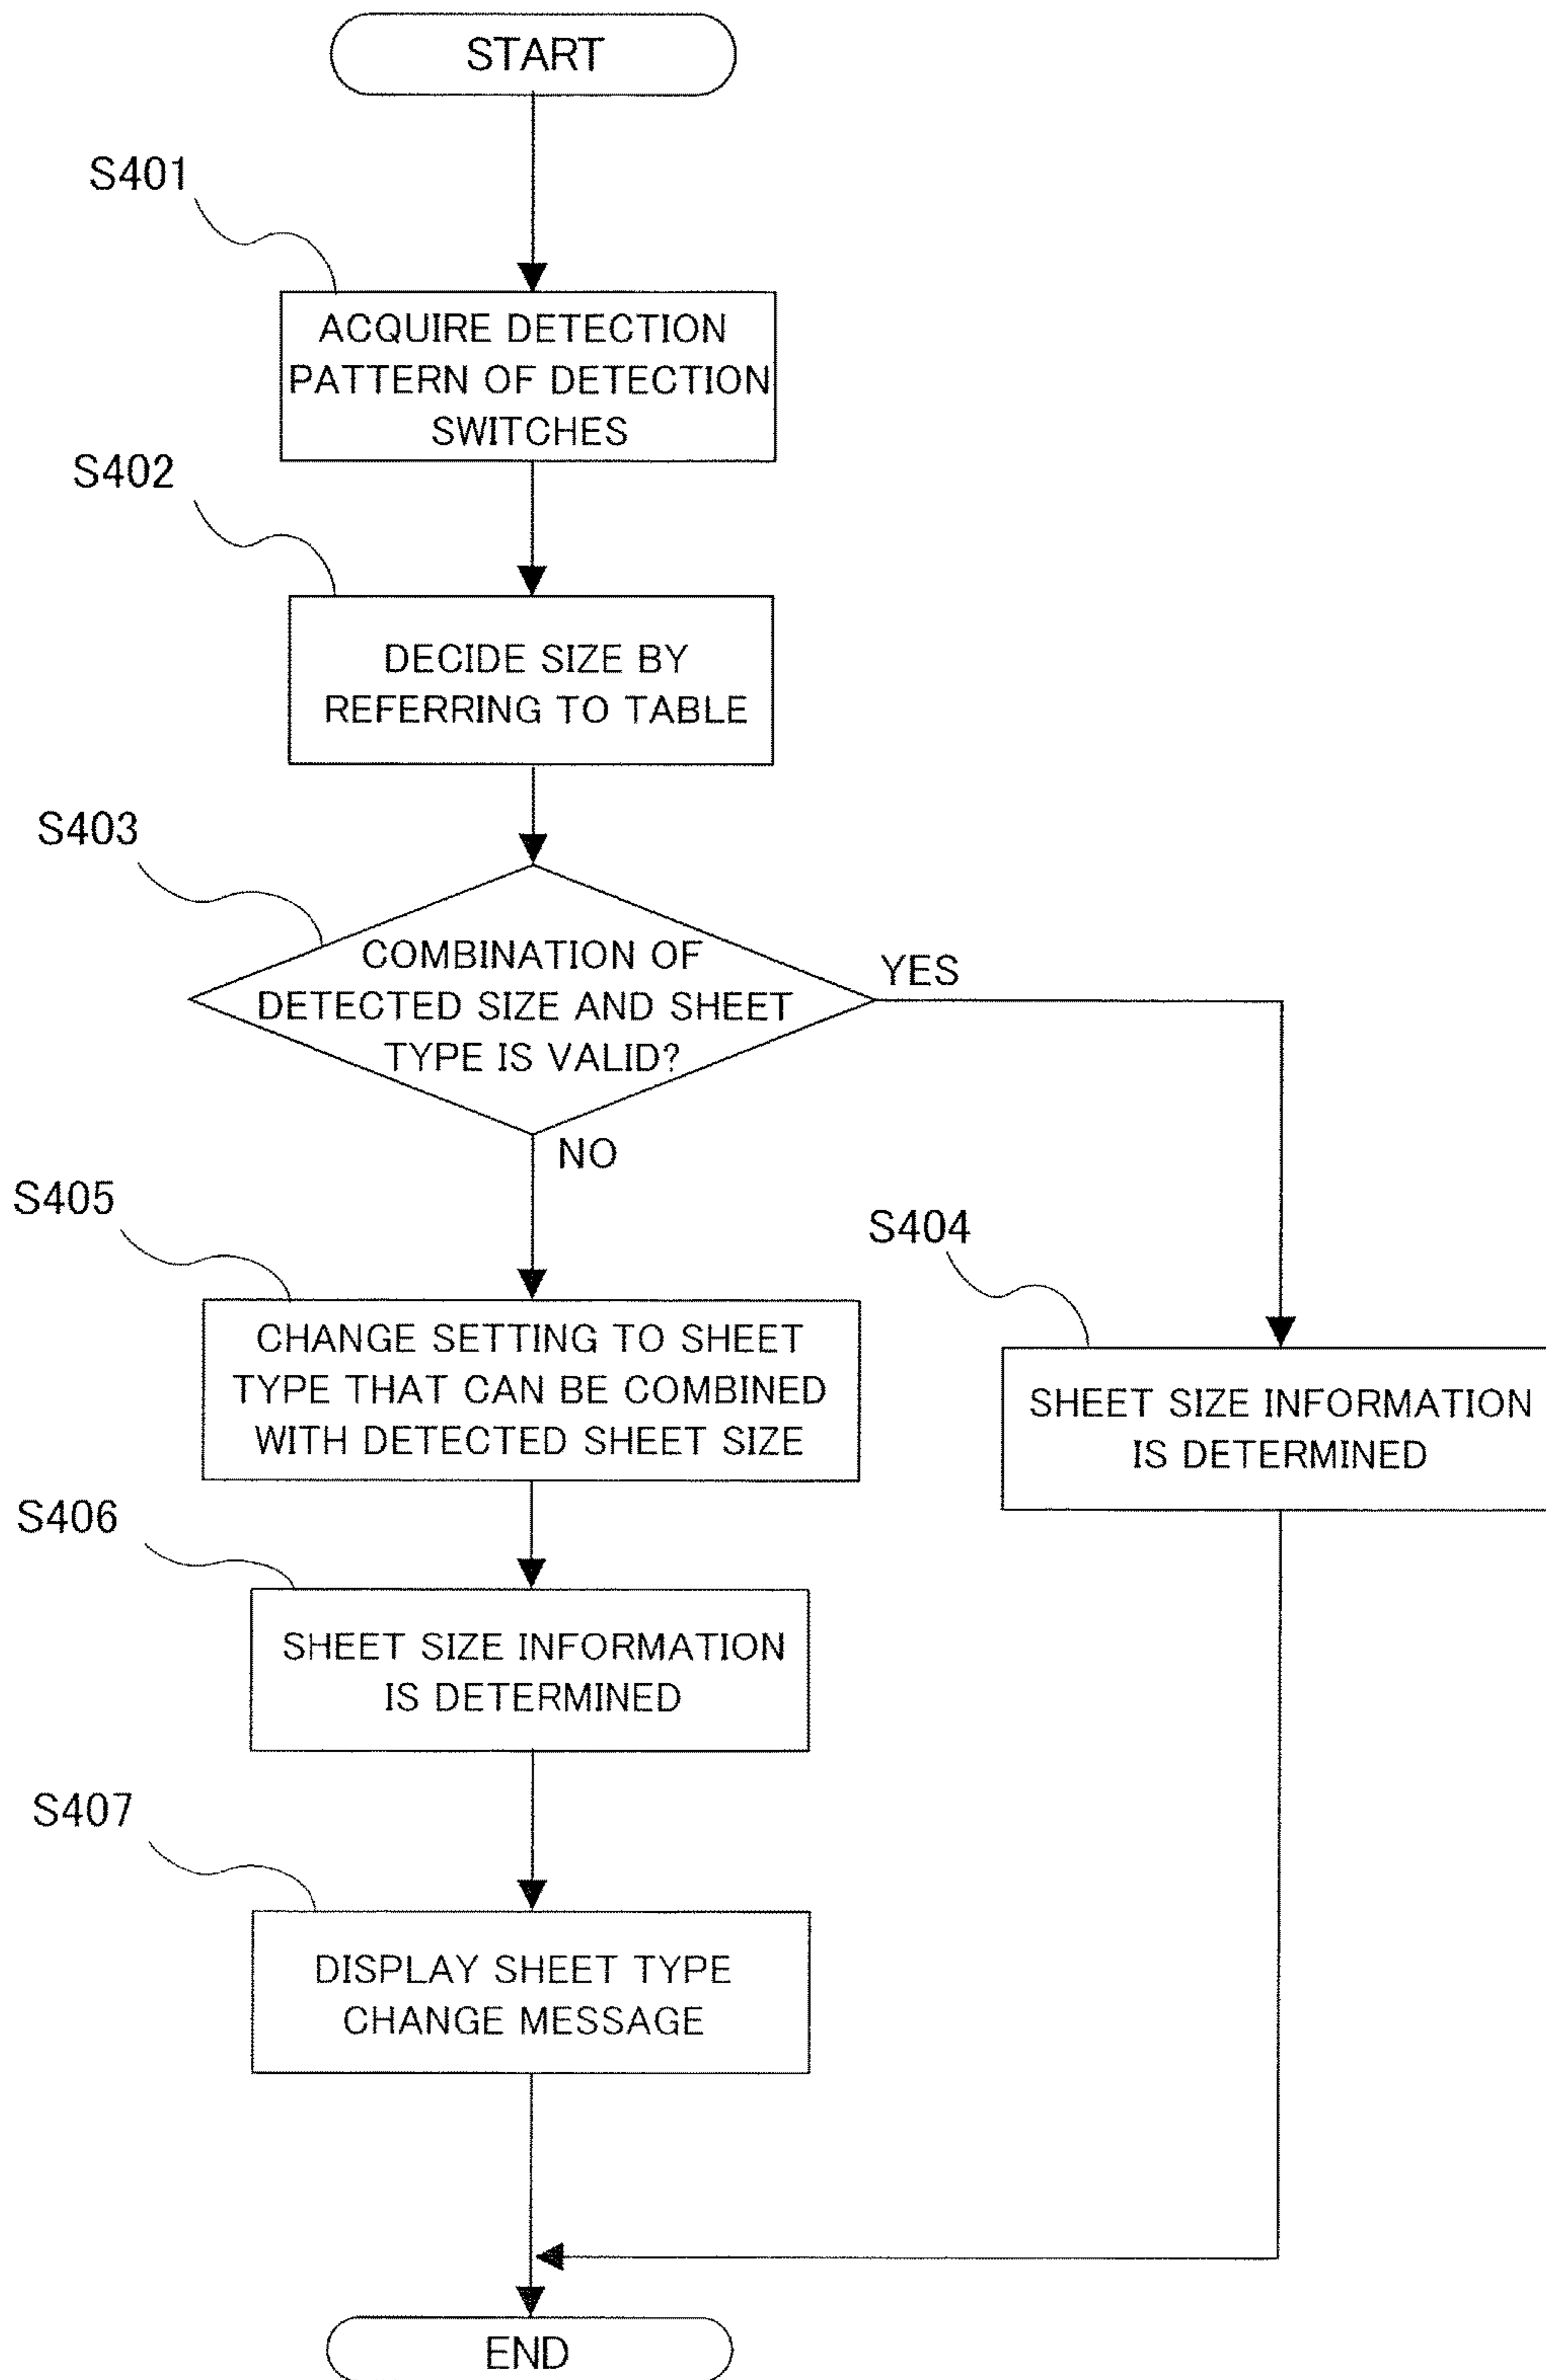 START
S401
ACQUIRE DETECTION
PATTERN OF DETECTION
SWITCHES
S402
DECIDE SIZE BY
REFERRING TO TABLE
S403
COMBINATION OF
DETECTED SIZE AND SHEET
TYPE IS VALID?
YES
NO
S405
CHANGE SETTING TO SHEET
TYPE THAT CAN BE COMBINED
WITH DETECTED SHEET SIZE
S404
SHEET SIZE INFORMATION
IS DETERMINED
S406
SHEET SIZE INFORMATION
IS DETERMINED
S407
DISPLAY SHEET TYPE
CHANGE MESSAGE
END